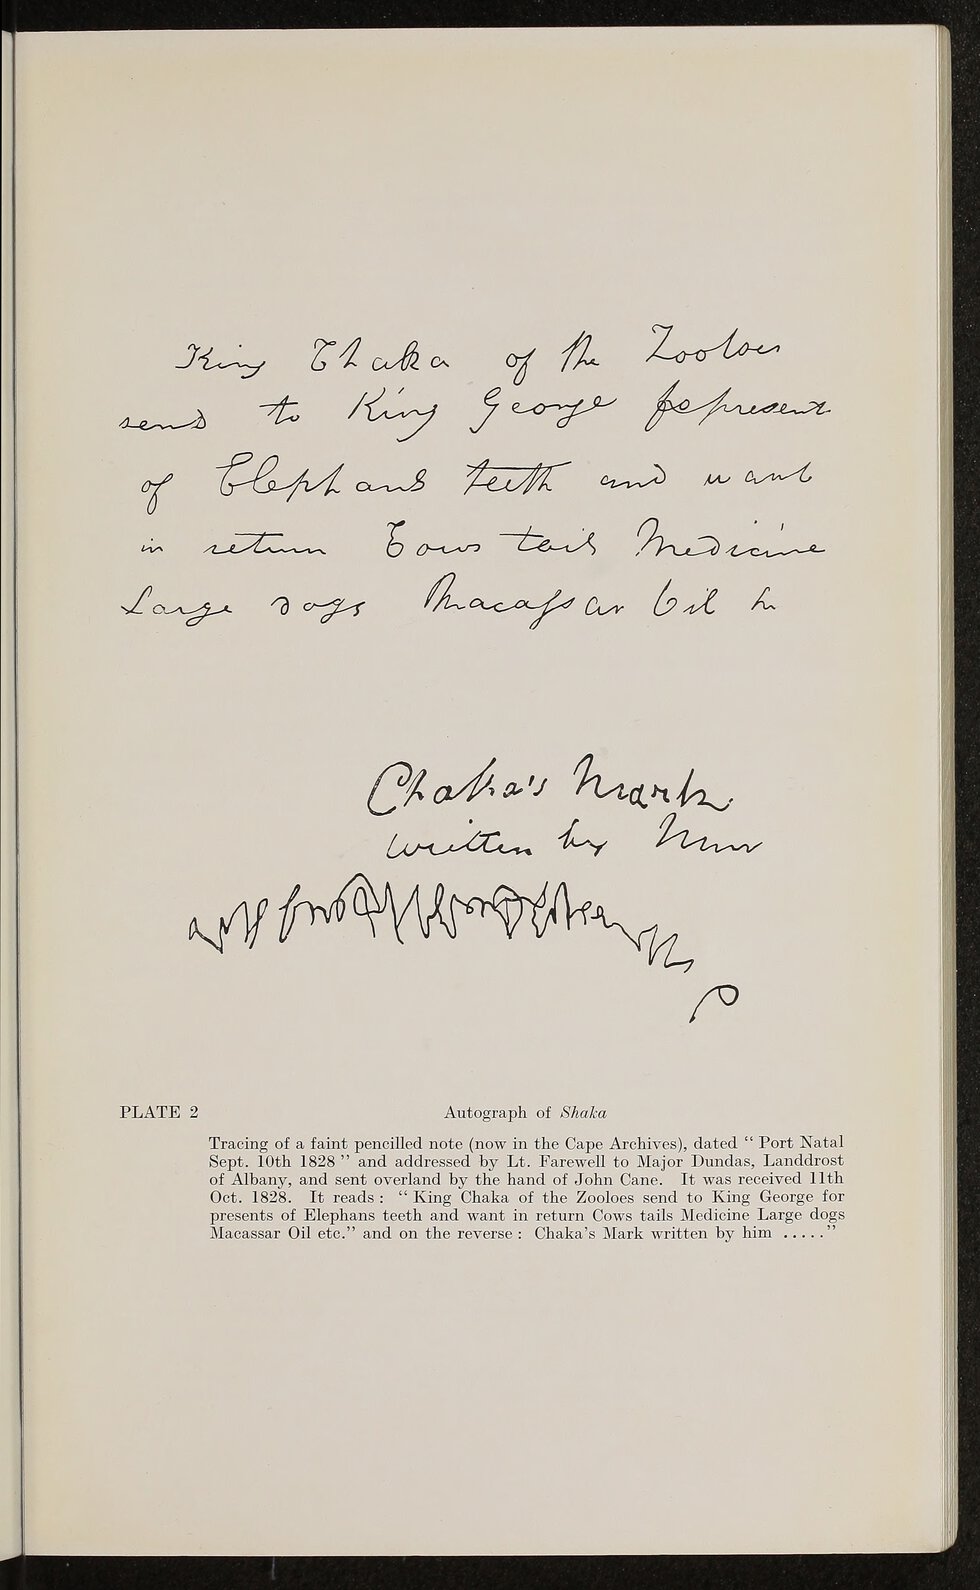 King Chaka of the Zooloes
send to King George for present
of Elephans teeth and want
in return Cows tails Medicine
Large dogs Macassar Oil
Chaka's Mark
written by him
PLATE 2
Autograph of Shaka
Tracing of a faint pencilled note (now in the Cape Archives), dated “ Port Natal
Sept. 10th 1828 ” and addressed by Lt. Farewell to Major Dundas, Landdrost
of Albany, and sent overland by the hand of John Cane. It was received 11th
Oct. 1828. It reads : “ King Chaka of the Zooloes send to King George for
presents of Elephans teeth and want in return Cows tails Medicine Large dogs
Macassar Oil etc.” and on the reverse : Chaka’s Mark written by him . . . . . ”